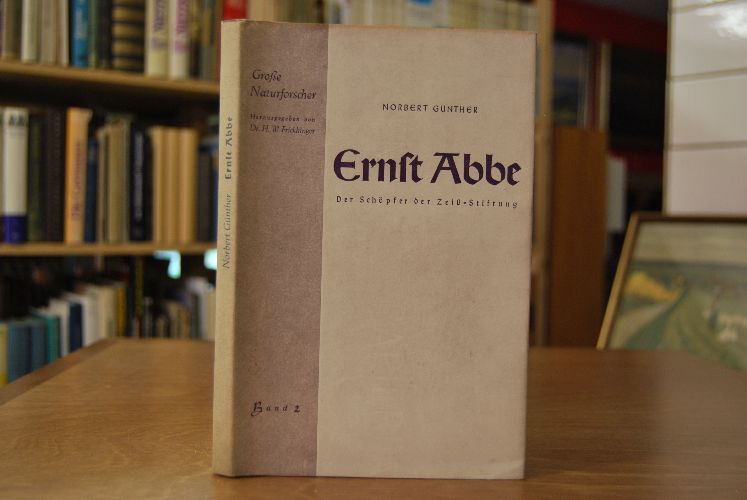 Große
Naturforscher
Herausgegeben von
Dr. H. W. Frickhinger
NORBERT GÜNTHER
Ernſt Abbe
Der Schöpfer der Zeiß-Stiftung
Band 2
Norbert Günther Ernſt Abbe